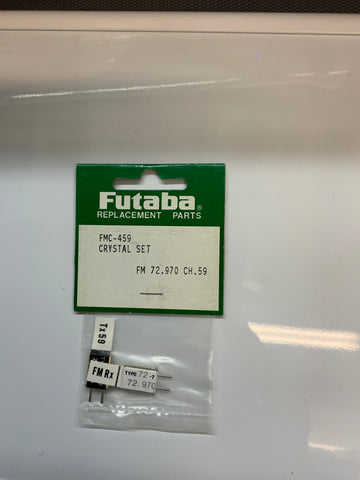 Futaba®
REPLACEMENT PARTS
FMC-459
CRYSTAL SET
FM 72.970 CH.59
Tx59
FM Rx
TYPE 72-7
72.970